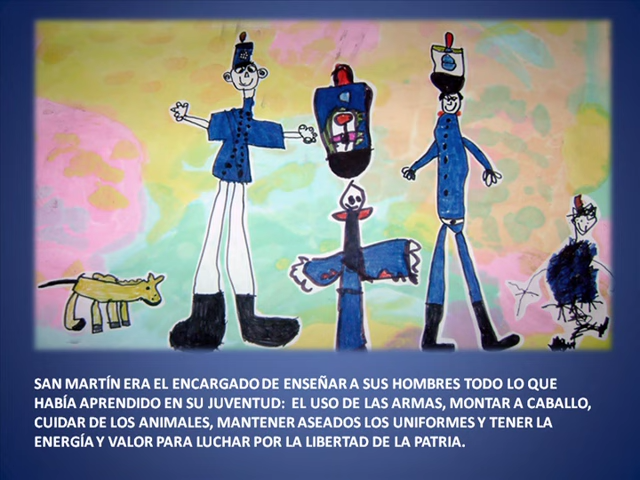 SAN MARTÍN ERA EL ENCARGADO DE ENSEÑAR A SUS HOMBRES TODO LO QUE
HABÍA APRENDIDO EN SU JUVENTUD: EL USO DE LAS ARMAS, MONTAR A CABALLO,
CUIDAR DE LOS ANIMALES, MANTENER ASEADOS LOS UNIFORMES Y TENER LA
ENERGÍA Y VALOR PARA LUCHAR POR LA LIBERTAD DE LA PATRIA.